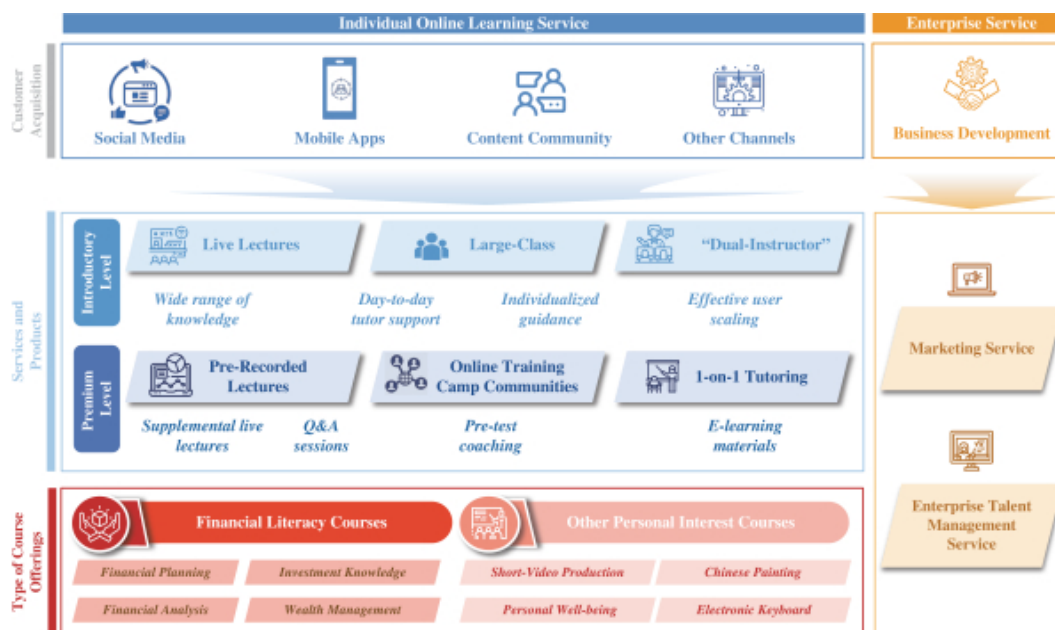 Individual Online Learning Service
Enterprise Service
Customer
Acquisition
Social Media
Mobile Apps
Content Community
Other Channels
Business Development
Services and
Products
Introductory
Level
Live Lectures
Large-Class
“Dual-Instructor”
Wide range of
knowledge
Day-to-day
tutor support
Individualized
guidance
Effective user
scaling
Premium
Level
Pre-Recorded
Lectures
Online Training
Camp Communities
1-on-1 Tutoring
Supplemental live
lectures
Q&A
sessions
Pre-test
coaching
E-learning
materials
Marketing Service
Enterprise Talent
Management
Service
Type of Course
Offerings
Financial Literacy Courses
Other Personal Interest Courses
Financial Planning
Investment Knowledge
Short-Video Production
Chinese Painting
Financial Analysis
Wealth Management
Personal Well-being
Electronic Keyboard